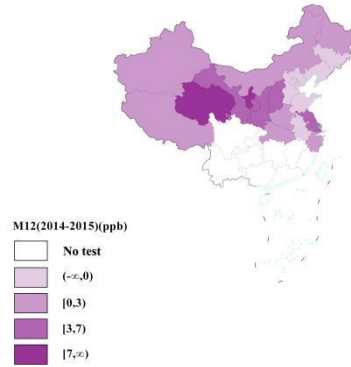 M12(2014-2015)(ppb)
No test
(-∞,0)
[0,3)
[3,7)
[7,∞)